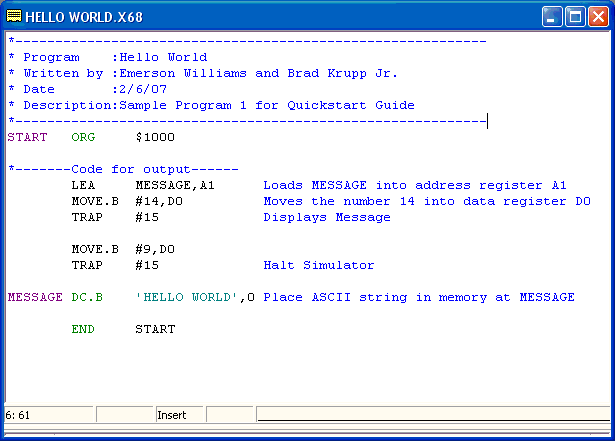 HELLO WORLD.X68
*-----------------------------------------------------------
* Program    :Hello World
* Written by :Emerson Williams and Brad Krupp Jr.
* Date       :2/6/07
* Description:Sample Program 1 for Quickstart Guide
*-----------------------------------------------------------
START   ORG     $1000
*-------Code for output------
        LEA     MESSAGE,A1      Loads MESSAGE into address register A1
        MOVE.B  #14,D0          Moves the number 14 into data register D0
        TRAP    #15             Displays Message
        MOVE.B  #9,D0
        TRAP    #15             Halt Simulator
MESSAGE DC.B    'HELLO WORLD',0 Place ASCII string in memory at MESSAGE
        END     START
6: 61 Insert